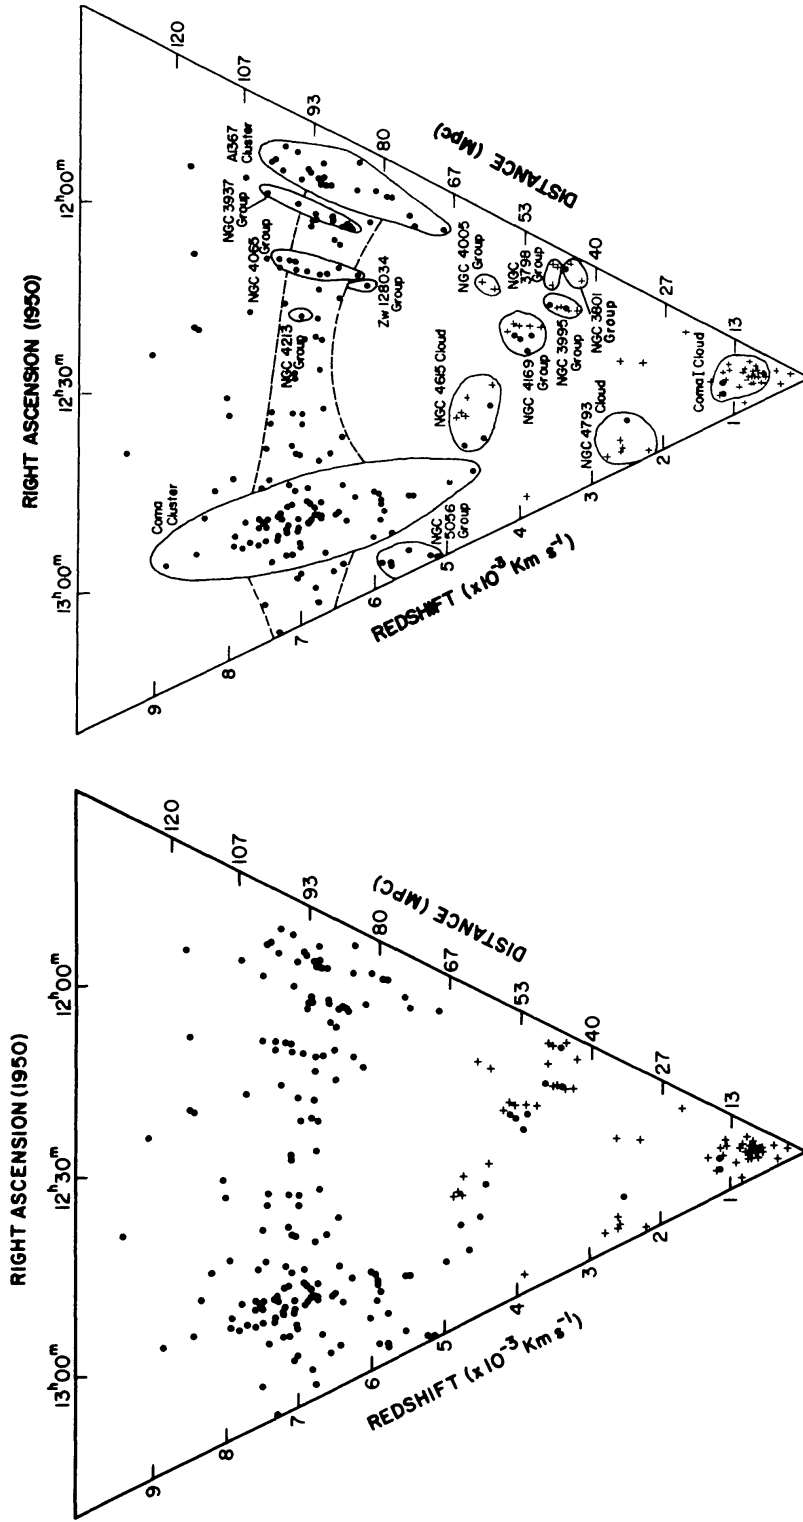 RIGHT ASCENSION (1950)
13h00m
12h30m
12h00m
9
8
7
6
5
4
3
2
1
120
107
93
80
67
53
40
27
13
REDSHIFT (x10-3 Km s-1)
DISTANCE (Mpc)
Coma
Cluster
NGC
5056
Group
NGC 4213
Group
NGC 4065
Group
NGC 3937
Group
A1367
Cluster
Zw 128034
Group
NGC 4615 Cloud
NGC 4005
Group
NGC
3798
Group
NGC 4169
Group
NGC 3995
Group
NGC 3801
Group
NGC 4793
Cloud
Coma I Cloud
RIGHT ASCENSION (1950)
13h00m
12h30m
12h00m
9
8
7
6
5
4
3
2
1
120
107
93
80
67
53
40
27
13
REDSHIFT (x10-3 Km s-1)
DISTANCE (MPC)